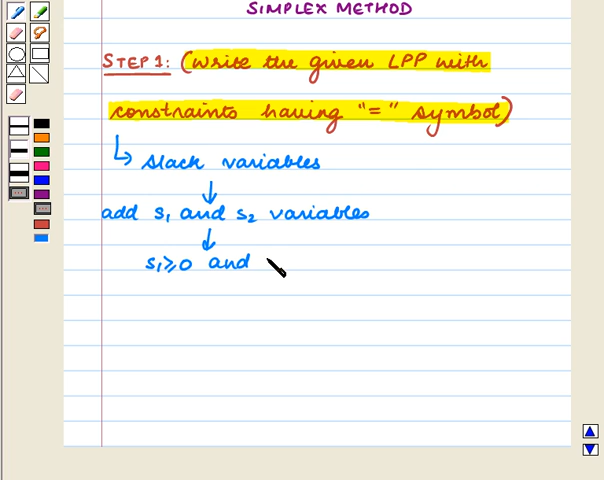 SIMPLEX METHOD
STEP 1: (Write the given LPP with
constraints having "=" symbol)
↳ slack variables
↓
add s₁ and s₂ variables
↓
s₁⩾0 and